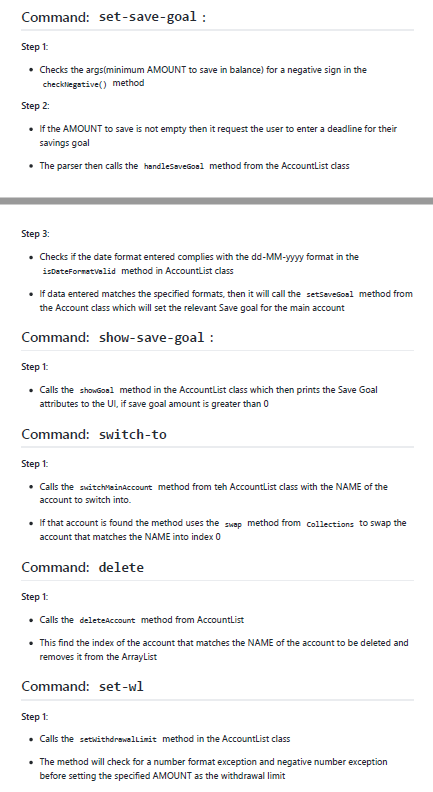 Command: set-save-goal :
Step 1:
• Checks the args(minimum AMOUNT to save in balance) for a negative sign in the
checkNegative() method
Step 2:
• If the AMOUNT to save is not empty then it request the user to enter a deadline for their
savings goal
• The parser then calls the handleSaveGoal method from the AccountList class
Step 3:
• Checks if the date format entered complies with the dd-MM-yyyy format in the
isDateFormatValid method in AccountList class
• If data entered matches the specified formats, then it will call the setSaveGoal method from
the Account class which will set the relevant Save goal for the main account
Command: show-save-goal :
Step 1:
• Calls the showGoal method in the AccountList class which then prints the Save Goal
attributes to the UI, if save goal amount is greater than 0
Command: switch-to
Step 1:
• Calls the switchMainAccount method from teh AccountList class with the NAME of the
account to switch into.
• If that account is found the method uses the swap method from Collections to swap the
account that matches the NAME into index 0
Command: delete
Step 1:
• Calls the deleteAccount method from AccountList
• This find the index of the account that matches the NAME of the account to be deleted and
removes it from the ArrayList
Command: set-wl
Step 1:
• Calls the setWithdrawalLimit method in the AccountList class
• The method will check for a number format exception and negative number exception
before setting the specified AMOUNT as the withdrawal limit